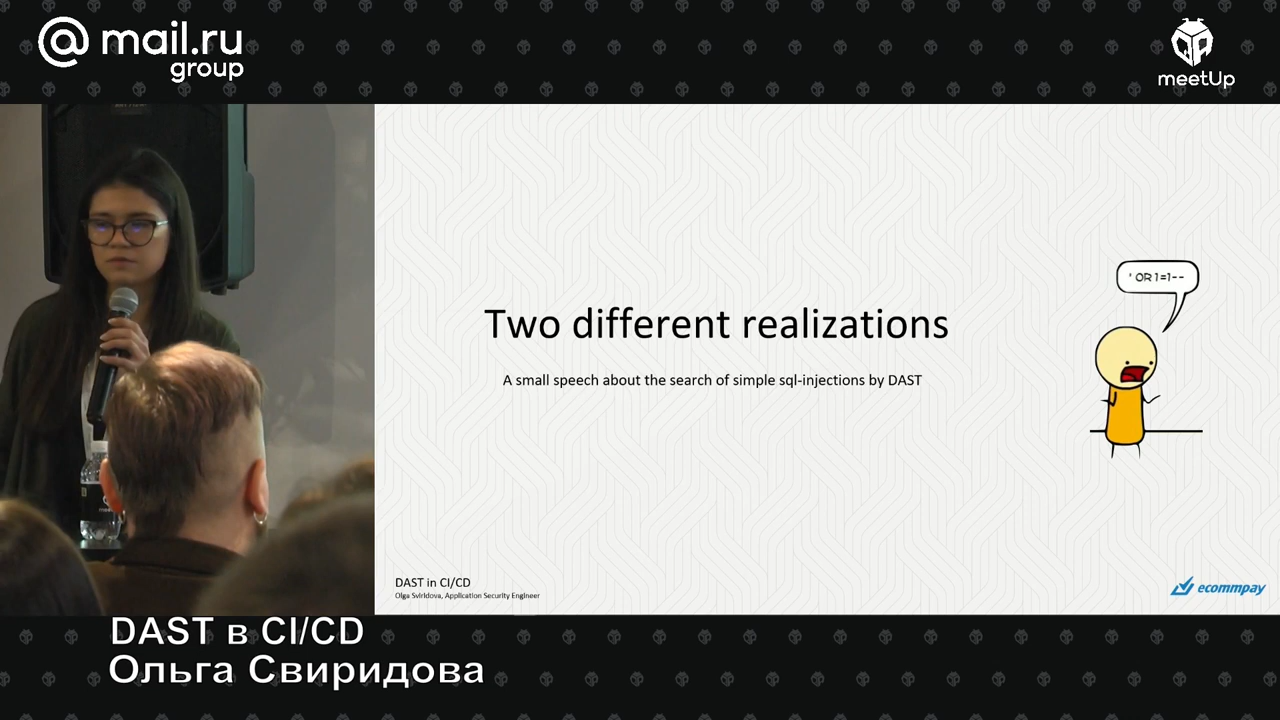 mail.ru
group
meetUp
' OR 1=1--
Two different realizations
A small speech about the search of simple sql-injections by DAST
DAST in CI/CD
Olga Sviridova, Application Security Engineer
ecommpay
DAST в CI/CD
Ольга Свиридова